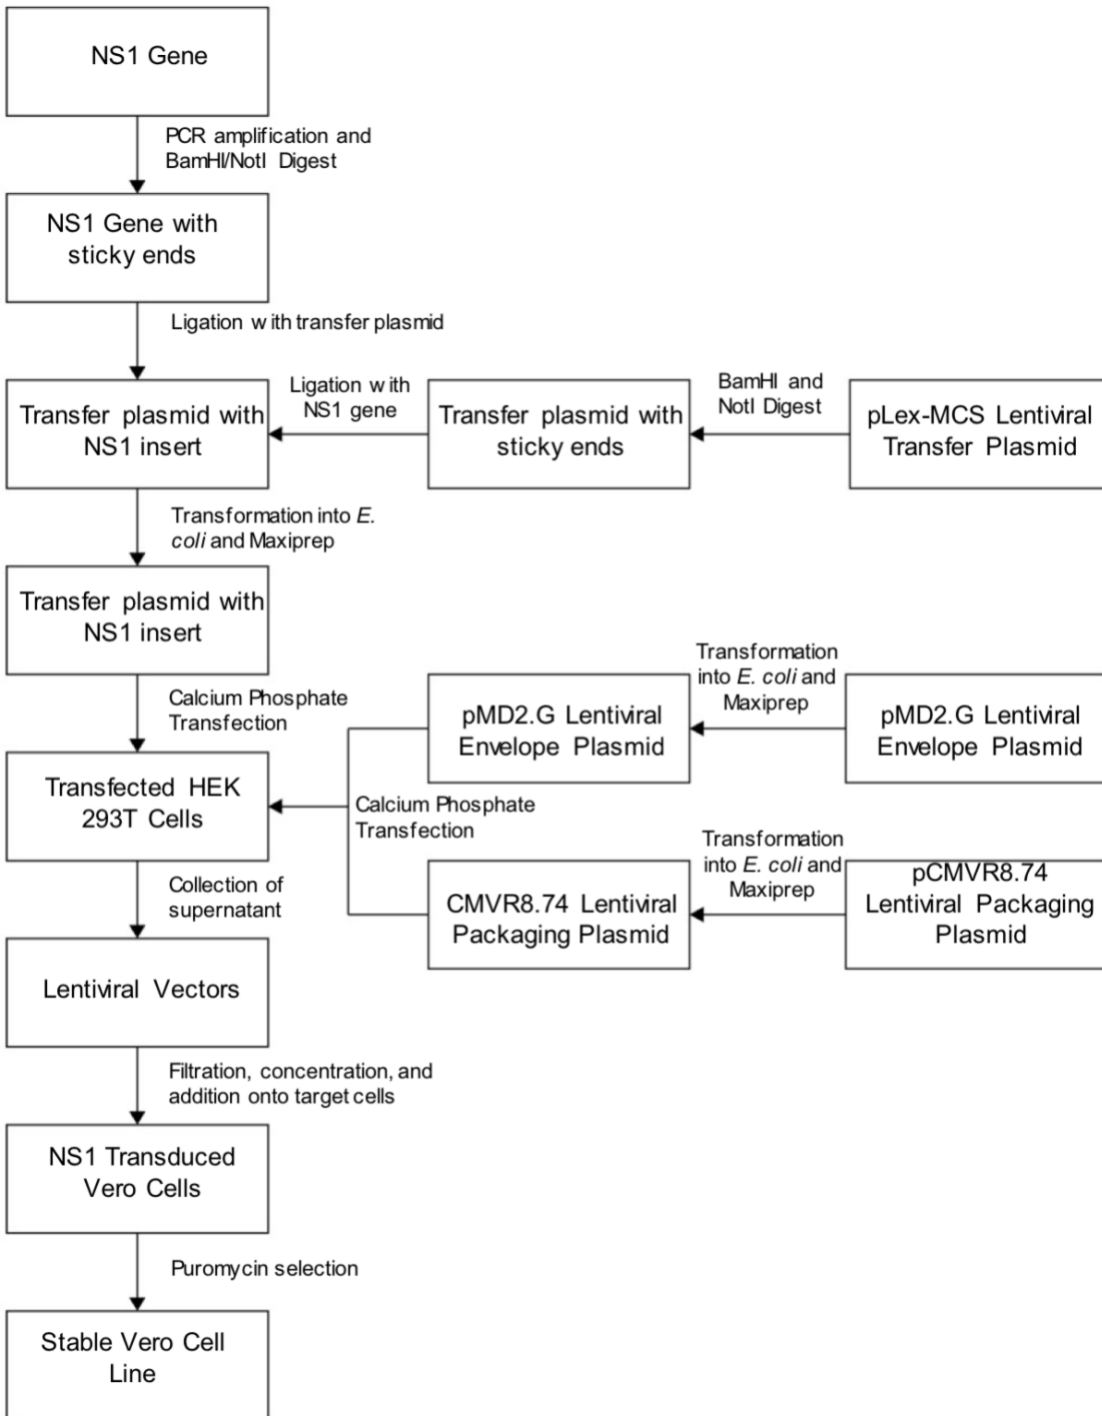 NS1 Gene
PCR amplification and
BamHI/NotI Digest
NS1 Gene with
sticky ends
Ligation with transfer plasmid
Transfer plasmid with
NS1 insert
Ligation with
NS1 gene
Transfer plasmid with
sticky ends
BamHI and
NotI Digest
pLex-MCS Lentiviral
Transfer Plasmid
Transformation into E.
coli and Maxiprep
Transfer plasmid with
NS1 insert
Calcium Phosphate
Transfection
Transfected HEK
293T Cells
Calcium Phosphate
Transfection
pMD2.G Lentiviral
Envelope Plasmid
Transformation
into E. coli and
Maxiprep
pMD2.G Lentiviral
Envelope Plasmid
CMVR8.74 Lentiviral
Packaging Plasmid
Transformation
into E. coli and
Maxiprep
pCMVR8.74
Lentiviral Packaging
Plasmid
Collection of
supernatant
Lentiviral Vectors
Filtration, concentration, and
addition onto target cells
NS1 Transduced
Vero Cells
Puromycin selection
Stable Vero Cell
Line